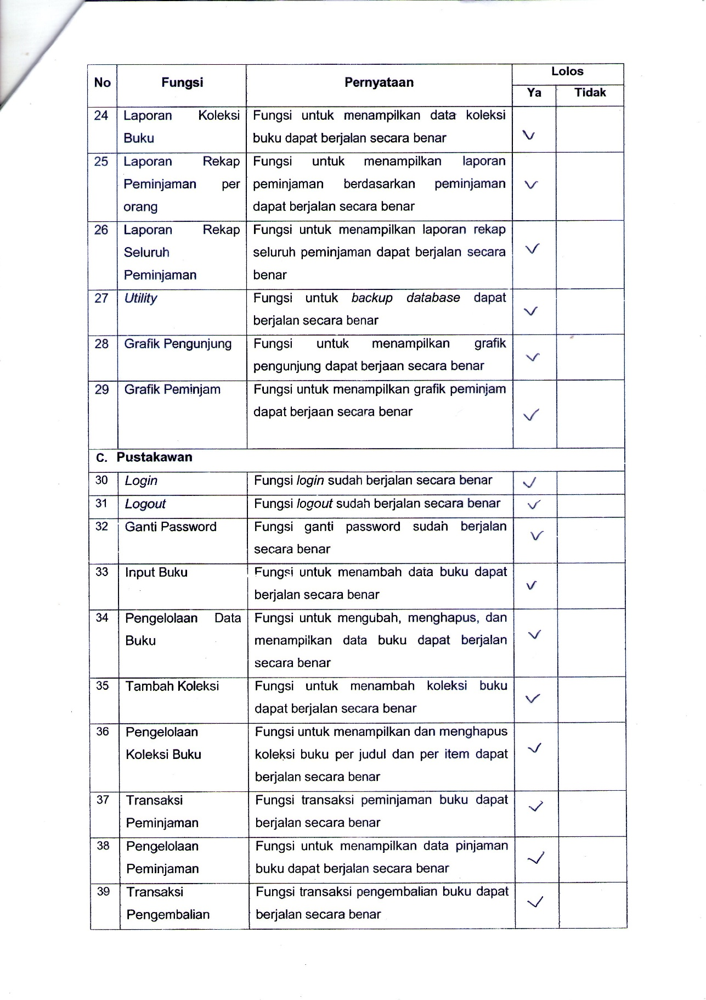 No Fungsi Pernyataan Lolos
Ya Tidak
24 Laporan Koleksi Fungsi untuk menampilkan data koleksi
Buku buku dapat berjalan secara benar
25 Laporan Rekap Fungsi untuk menampilkan laporan
Peminjaman per peminjaman berdasarkan peminjaman
orang dapat berjalan secara benar
26 Laporan Rekap Fungsi untuk menampilkan laporan rekap
Seluruh seluruh peminjaman dapat berjalan secara
Peminjaman benar
27 Utility Fungsi untuk backup database dapat
berjalan secara benar
28 Grafik Pengunjung Fungsi untuk menampilkan grafik
pengunjung dapat berjaan secara benar
29 Grafik Peminjam Fungsi untuk menampilkan grafik peminjam
dapat berjaan secara benar
C. Pustakawan
30 Login Fungsi login sudah berjalan secara benar
31 Logout Fungsi logout sudah berjalan secara benar
32 Ganti Password Fungsi ganti password sudah berjalan
secara benar
33 Input Buku Fungsi untuk menambah data buku dapat
berjalan secara benar
34 Pengelolaan Data Fungsi untuk mengubah, menghapus, dan
Buku menampilkan data buku dapat berjalan
secara benar
35 Tambah Koleksi Fungsi untuk menambah koleksi buku
dapat berjalan secara benar
36 Pengelolaan Fungsi untuk menampilkan dan menghapus
Koleksi Buku koleksi buku per judul dan per item dapat
berjalan secara benar
37 Transaksi Fungsi transaksi peminjaman buku dapat
Peminjaman berjalan secara benar
38 Pengelolaan Fungsi untuk menampilkan data pinjaman
Peminjaman buku dapat berjalan secara benar
39 Transaksi Fungsi transaksi pengembalian buku dapat
Pengembalian berjalan secara benar